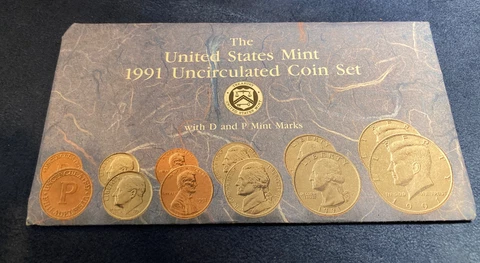 The
United States Mint
1991 Uncirculated Coin Set
with D and P Mint Marks
P